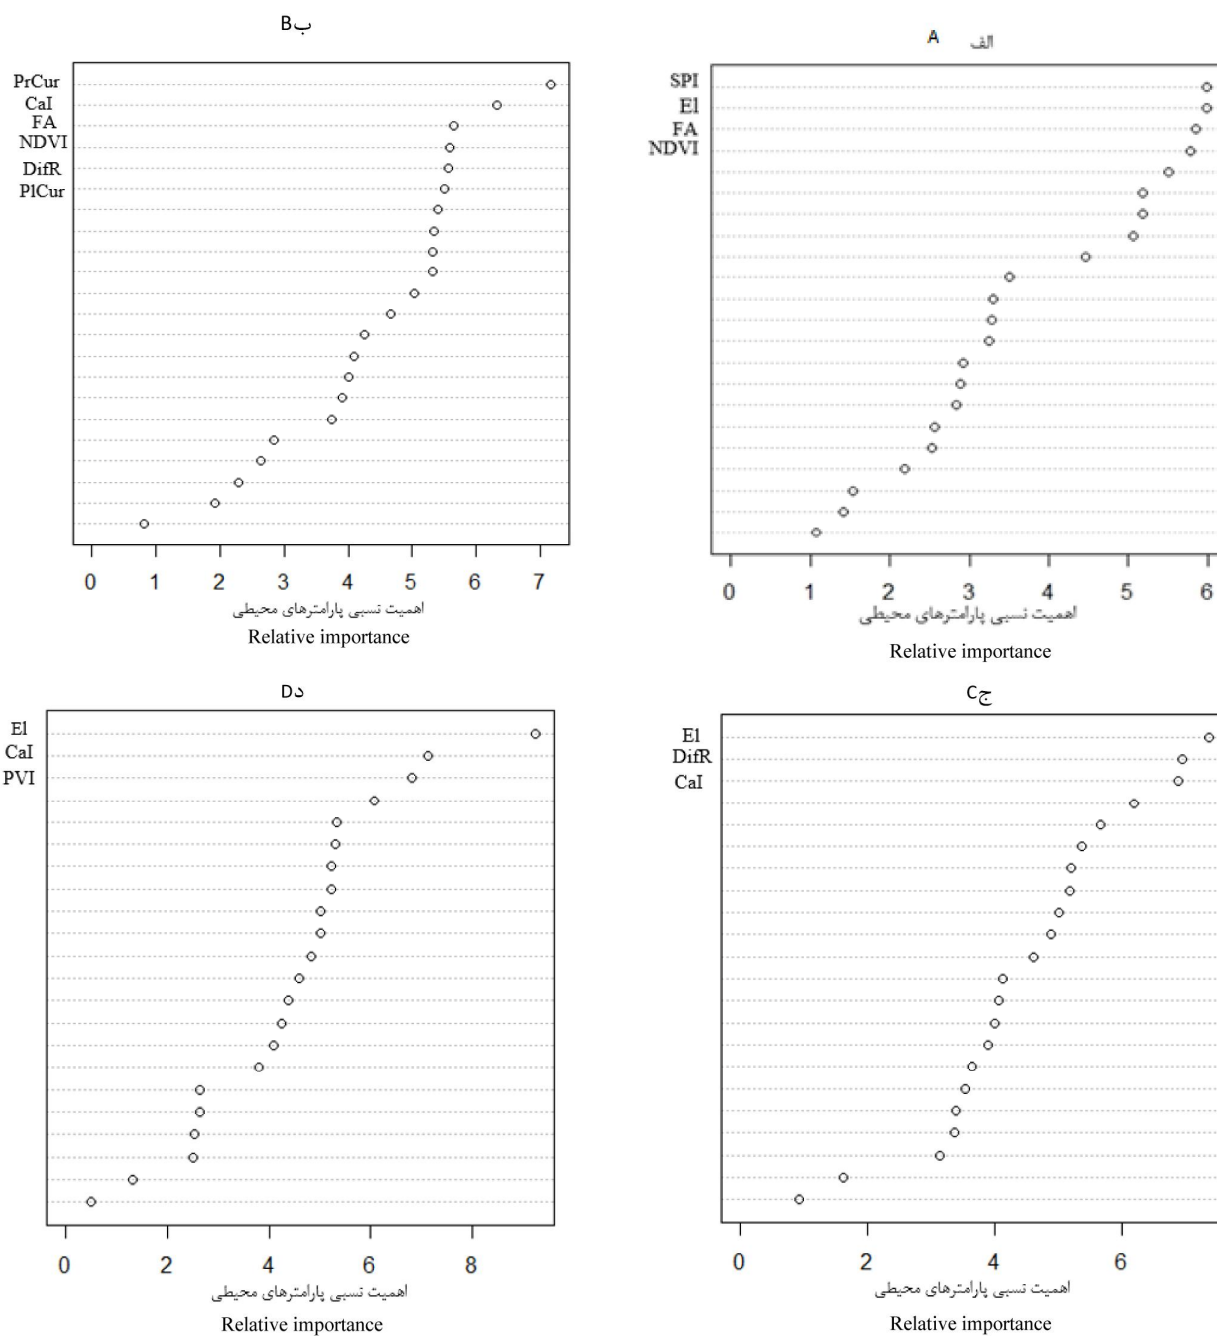 Bب
PrCur
CaI
FA
NDVI
DifR
PlCur
0 1 2 3 4 5 6 7
اهمیت نسبی پارامترهای محیطی
Relative importance
A الف
SPI
El
FA
NDVI
0 1 2 3 4 5 6
اهمیت نسبی پارامترهای محیطی
Relative importance
Dد
El
CaI
PVI
0 2 4 6 8
اهمیت نسبی پارامترهای محیطی
Relative importance
Cج
El
DifR
CaI
0 2 4 6
اهمیت نسبی پارامترهای محیطی
Relative importance